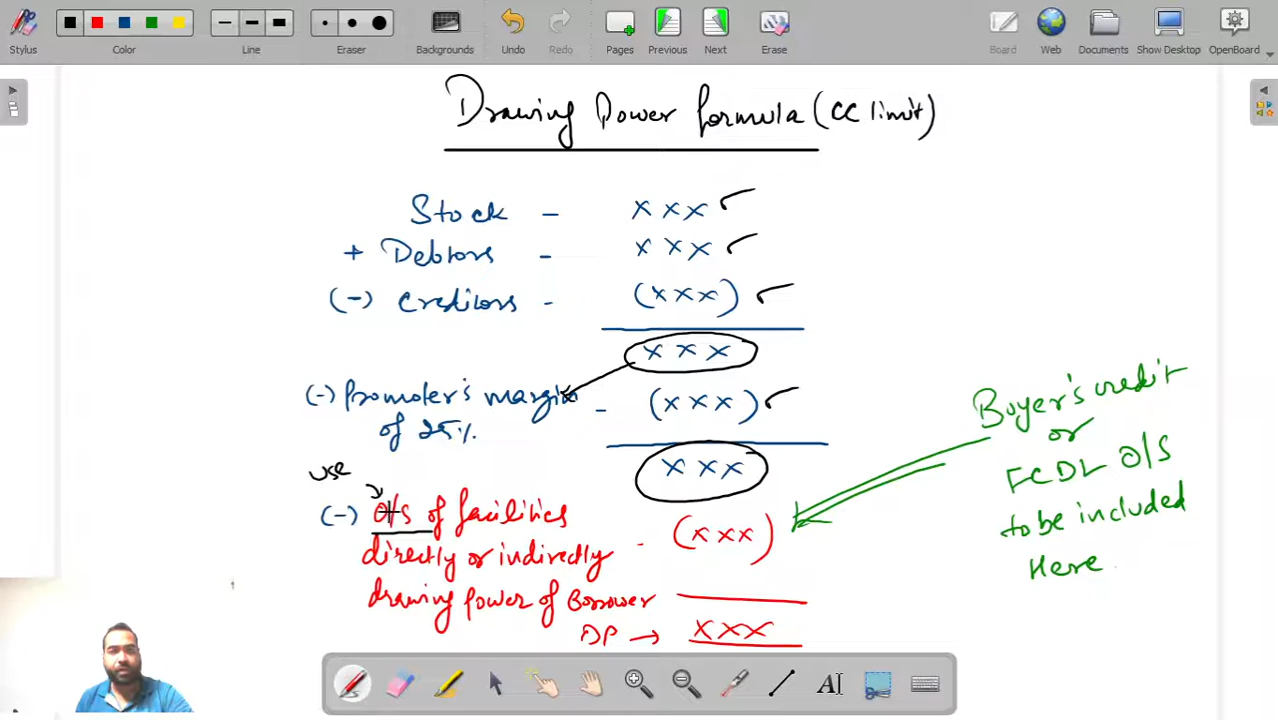 Stylus
Color
Line
Eraser
Backgrounds
Undo
Redo
Pages
Previous
Next
Erase
Board
Web
Documents
Show Desktop
OpenBoard
Drawing Power formula (CC limit)
Stock - xxx
+ Debtors - xxx
(-) Creditors - (xxx)
xxx
(-) Promoter's margin - (xxx)
of 25%
xxx
use
(-) O/S of facilities - (xxx)
directly or indirectly
drawing power of Borrower
DP → xxx
Buyer's credit
or
FCDL O/S
to be included
Here
AI